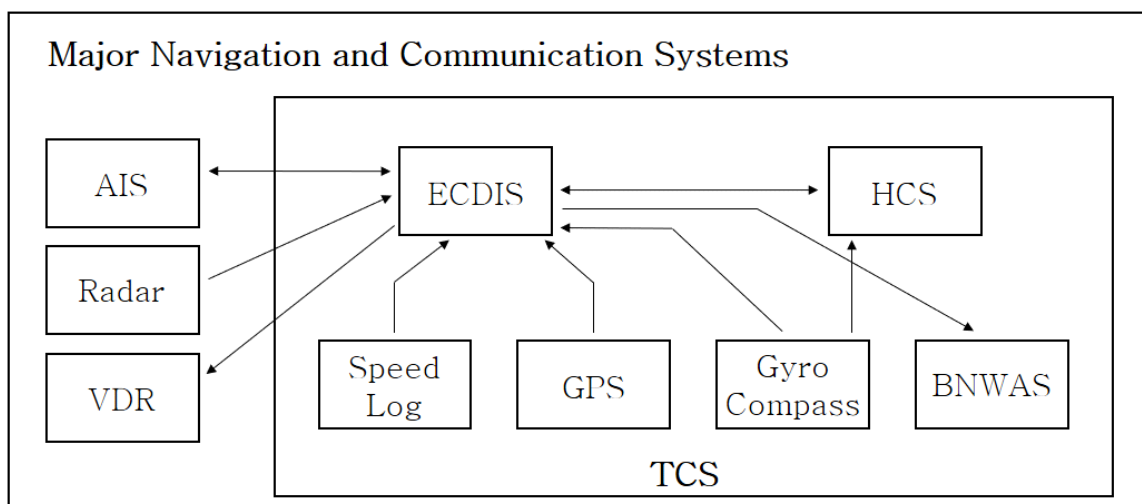 Major Navigation and Communication Systems
AIS
ECDIS
HCS
Radar
VDR
Speed
Log
GPS
Gyro
Compass
BNWAS
TCS